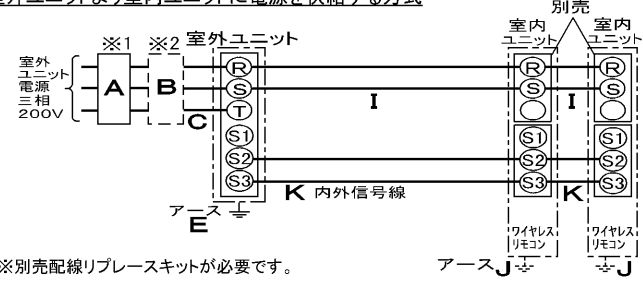 室外ユニットより室内ユニットに電源を供給する方式
別売
※1 ※2 室外ユニット
室内
ユニット
室内
ユニット
室外
ユニット
電源
三相
200V
A
B
C
R
S
T
S1
S2
S3
I
R
S
S1
S2
S3
I
R
S
S1
S2
S3
K 内外信号線
K
アース
E
ワイヤレス
リモコン
ワイヤレス
リモコン
※別売配線リプレースキットが必要です。
アース J
J